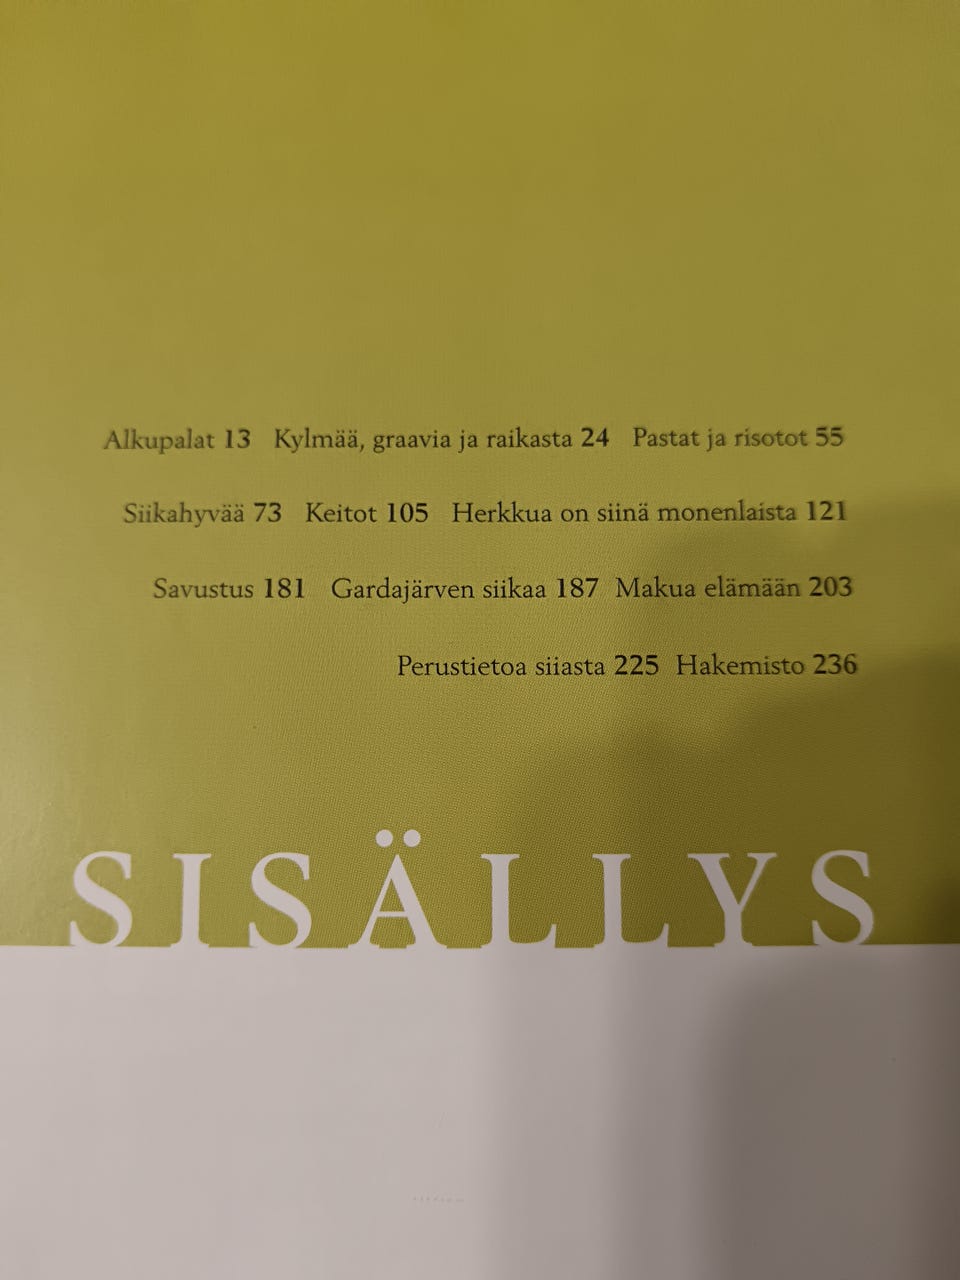 Alkupalat 13 Kylmää, graavia ja raikasta 24 Pastat ja risotot 55
Siikahyvää 73 Keitot 105 Herkkua on siinä monenlaista 121
Savustus 181 Gardajärven siikaa 187 Makua elämään 203
Perustietoa siiasta 225 Hakemisto 236
SISÄLLYS